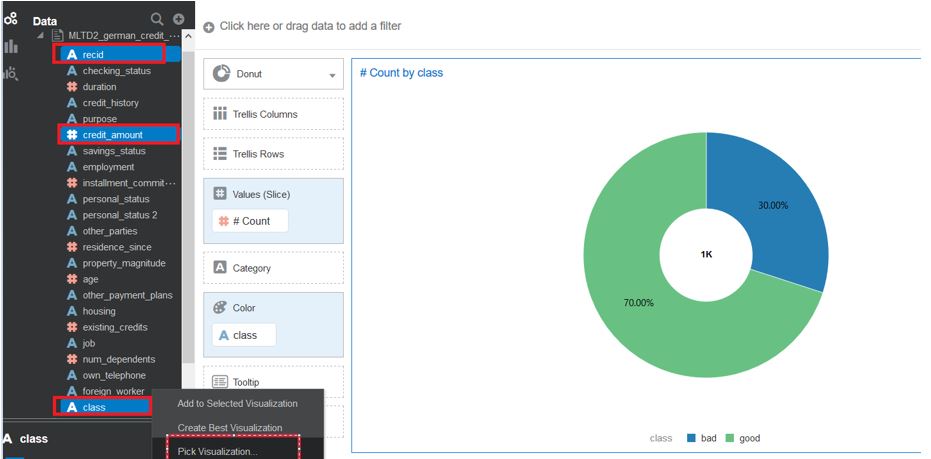 Data
MLTD2_german_credit_...
recid
checking_status
duration
credit_history
purpose
credit_amount
savings_status
employment
installment_commit...
personal_status
personal_status 2
other_parties
residence_since
property_magnitude
age
other_payment_plans
housing
existing_credits
job
num_dependents
own_telephone
foreign_worker
class
A class
Add to Selected Visualization
Create Best Visualization
Pick Visualization...
Click here or drag data to add a filter
Donut
Trellis Columns
Trellis Rows
Values (Slice)
# Count
Category
Color
class
Tooltip
# Count by class
30.00%
1K
70.00%
class bad good